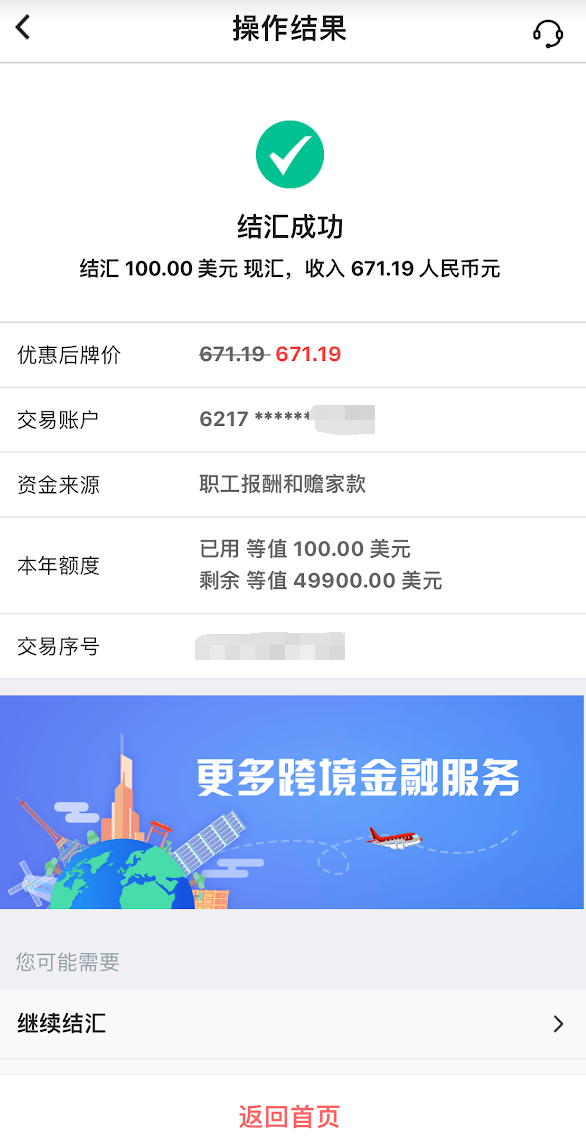 操作结果
结汇成功
结汇 100.00 美元 现汇，收入 671.19 人民币元
优惠后牌价 671.19 671.19
交易账户 6217 ******
资金来源 职工报酬和赡家款
本年额度 已用 等值 100.00 美元
剩余 等值 49900.00 美元
交易序号
更多跨境金融服务
您可能需要
继续结汇
返回首页